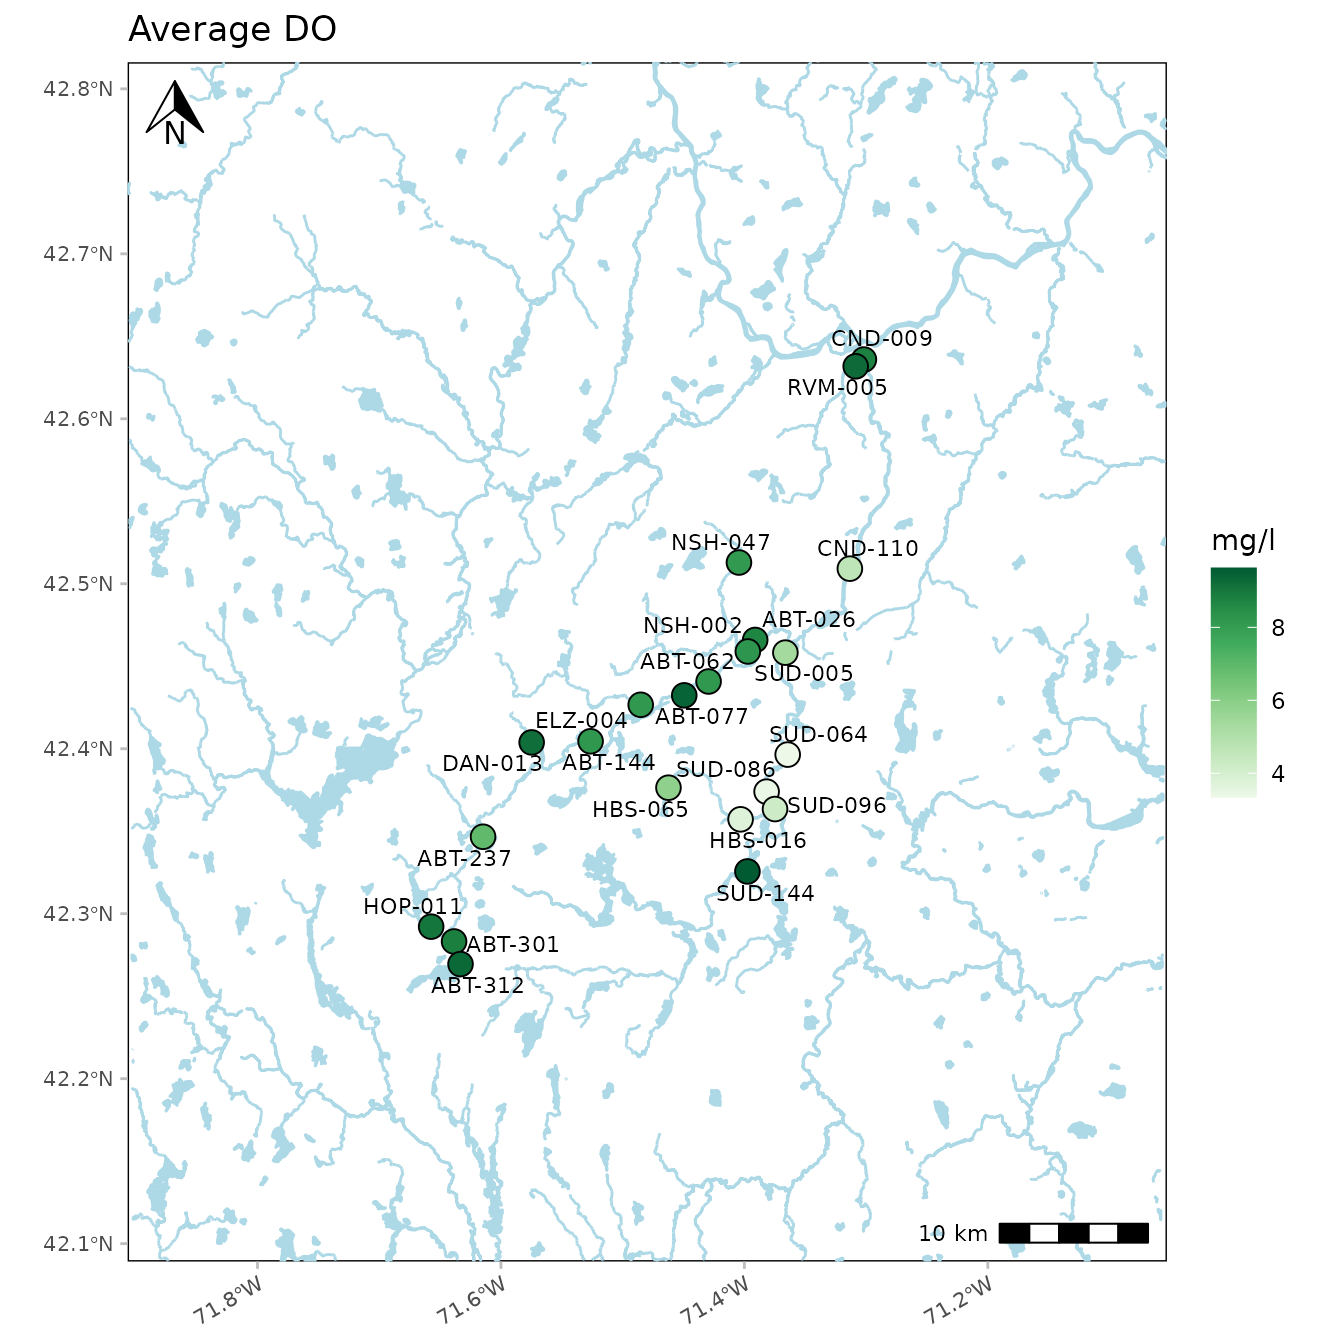 Average DO
42.8°N
N
42.7°N
CND-009
RVM-005
42.6°N
NSH-047
CND-110
mg/l
42.5°N
ABT-026
NSH-002
8
ABT-062
SUD-005
6
ELZ-004
ABT-077
SUD-064
42.4°N
DAN-013
ABT-144
SUD-086
4
HBS-065
SUD-096
HBS-016
ABT-237
SUD-144
42.3°N
HOP-011
ABT-301
ABT-312
42.2°N
10 km
42.1°N
71.8°W
71.6°W
71.4°W
71.2°W